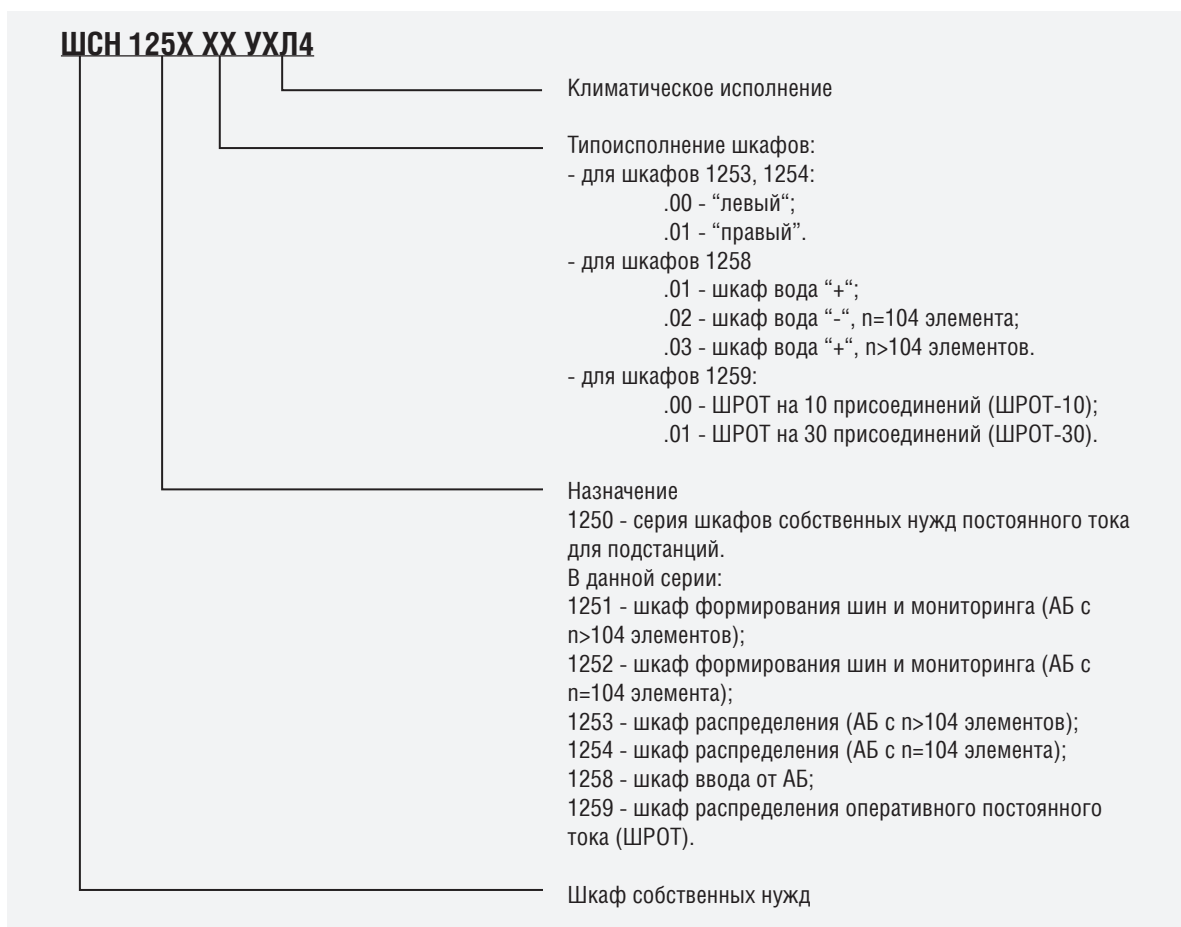 ШСН 125Х ХХ УХЛ4
Климатическое исполнение
Типоисполнение шкафов:
- для шкафов 1253, 1254:
.00 - “левый“;
.01 - “правый”.
- для шкафов 1258
.01 - шкаф вода “+“;
.02 - шкаф вода “-“, n=104 элемента;
.03 - шкаф вода “+“, n>104 элементов.
- для шкафов 1259:
.00 - ШРОТ на 10 присоединений (ШРОТ-10);
.01 - ШРОТ на 30 присоединений (ШРОТ-30).
Назначение
1250 - серия шкафов собственных нужд постоянного тока
для подстанций.
В данной серии:
1251 - шкаф формирования шин и мониторинга (АБ с
n>104 элементов);
1252 - шкаф формирования шин и мониторинга (АБ с
n=104 элемента);
1253 - шкаф распределения (АБ с n>104 элементов);
1254 - шкаф распределения (АБ с n=104 элемента);
1258 - шкаф ввода от АБ;
1259 - шкаф распределения оперативного постоянного
тока (ШРОТ).
Шкаф собственных нужд